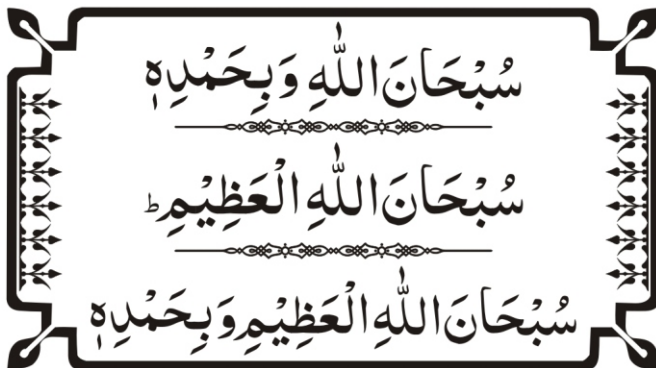 سُبْحَانَ اللّٰهِ وَبِحَمْدِهٖ
سُبْحَانَ اللّٰهِ الْعَظِيْمِ ؕ
سُبْحَانَ اللّٰهِ الْعَظِيْمِ وَبِحَمْدِهٖ